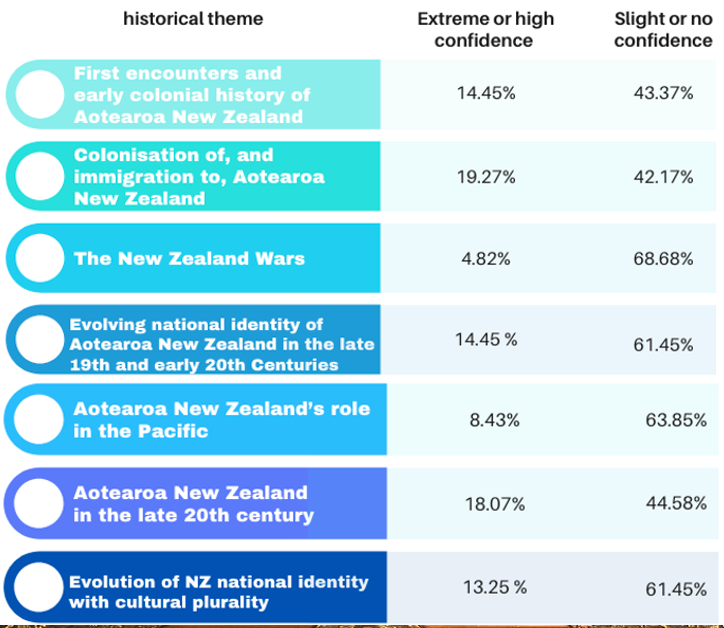 historical theme
Extreme or high
confidence
Slight or no
confidence
First encounters and
early colonial history of
Aotearoa New Zealand
14.45%
43.37%
Colonisation of, and
immigration to, Aotearoa
New Zealand
19.27%
42.17%
The New Zealand Wars
4.82%
68.68%
Evolving national identity of
Aotearoa New Zealand in the late
19th and early 20th Centuries
14.45 %
61.45%
Aotearoa New Zealand's role
in the Pacific
8.43%
63.85%
Aotearoa New Zealand
in the late 20th century
18.07%
44.58%
Evolution of NZ national identity
with cultural plurality
13.25 %
61.45%